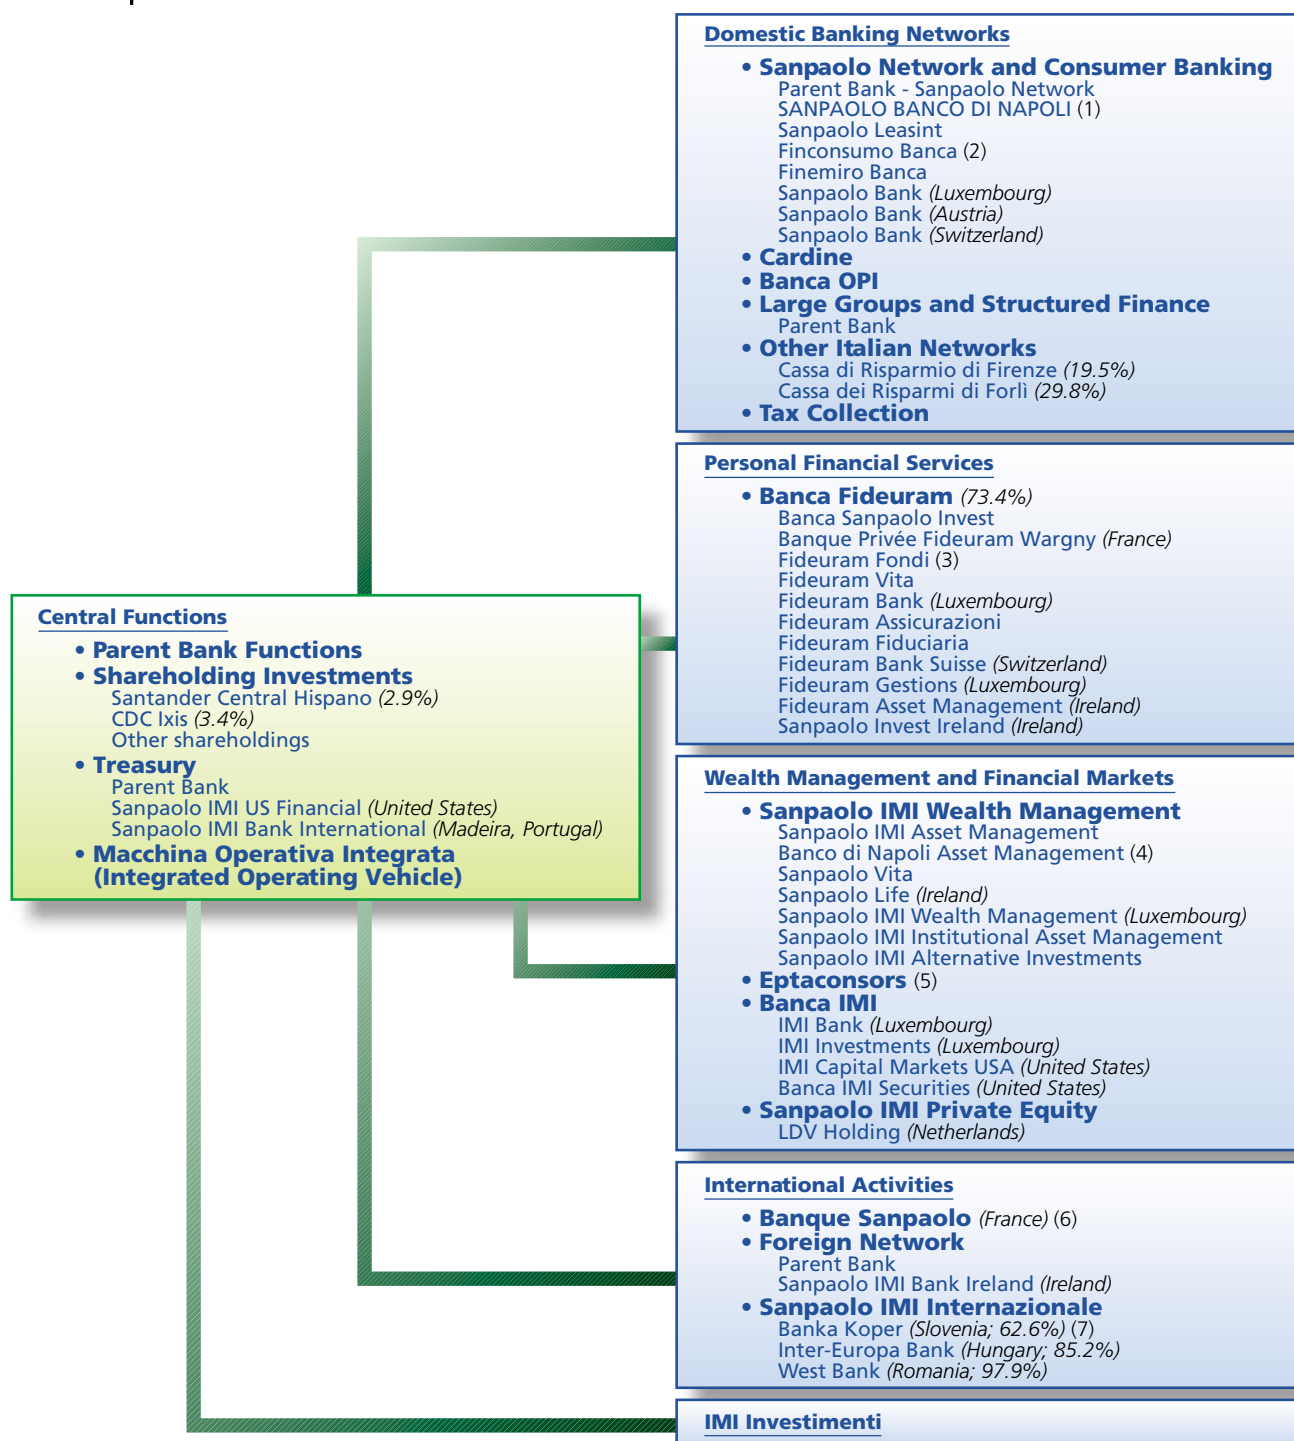 Domestic Banking Networks
• Sanpaolo Network and Consumer Banking
Parent Bank - Sanpaolo Network
SANPAOLO BANCO DI NAPOLI (1)
Sanpaolo Leasint
Finconsumo Banca (2)
Finemiro Banca
Sanpaolo Bank (Luxembourg)
Sanpaolo Bank (Austria)
Sanpaolo Bank (Switzerland)
• Cardine
• Banca OPI
• Large Groups and Structured Finance
Parent Bank
• Other Italian Networks
Cassa di Risparmio di Firenze (19.5%)
Cassa dei Risparmi di Forlì (29.8%)
• Tax Collection
Personal Financial Services
• Banca Fideuram (73.4%)
Banca Sanpaolo Invest
Banque Privée Fideuram Wargny (France)
Fideuram Fondi (3)
Fideuram Vita
Fideuram Bank (Luxembourg)
Fideuram Assicurazioni
Fideuram Fiduciaria
Fideuram Bank Suisse (Switzerland)
Fideuram Gestions (Luxembourg)
Fideuram Asset Management (Ireland)
Sanpaolo Invest Ireland (Ireland)
Central Functions
• Parent Bank Functions
• Shareholding Investments
Santander Central Hispano (2.9%)
CDC Ixis (3.4%)
Other shareholdings
• Treasury
Parent Bank
Sanpaolo IMI US Financial (United States)
Sanpaolo IMI Bank International (Madeira, Portugal)
• Macchina Operativa Integrata
(Integrated Operating Vehicle)
Wealth Management and Financial Markets
• Sanpaolo IMI Wealth Management
Sanpaolo IMI Asset Management
Banco di Napoli Asset Management (4)
Sanpaolo Vita
Sanpaolo Life (Ireland)
Sanpaolo IMI Wealth Management (Luxembourg)
Sanpaolo IMI Institutional Asset Management
Sanpaolo IMI Alternative Investments
• Eptaconsors (5)
• Banca IMI
IMI Bank (Luxembourg)
IMI Investments (Luxembourg)
IMI Capital Markets USA (United States)
Banca IMI Securities (United States)
• Sanpaolo IMI Private Equity
LDV Holding (Netherlands)
International Activities
• Banque Sanpaolo (France) (6)
• Foreign Network
Parent Bank
Sanpaolo IMI Bank Ireland (Ireland)
• Sanpaolo IMI Internazionale
Banka Koper (Slovenia; 62.6%) (7)
Inter-Europa Bank (Hungary; 85.2%)
West Bank (Romania; 97.9%)
IMI Investimenti